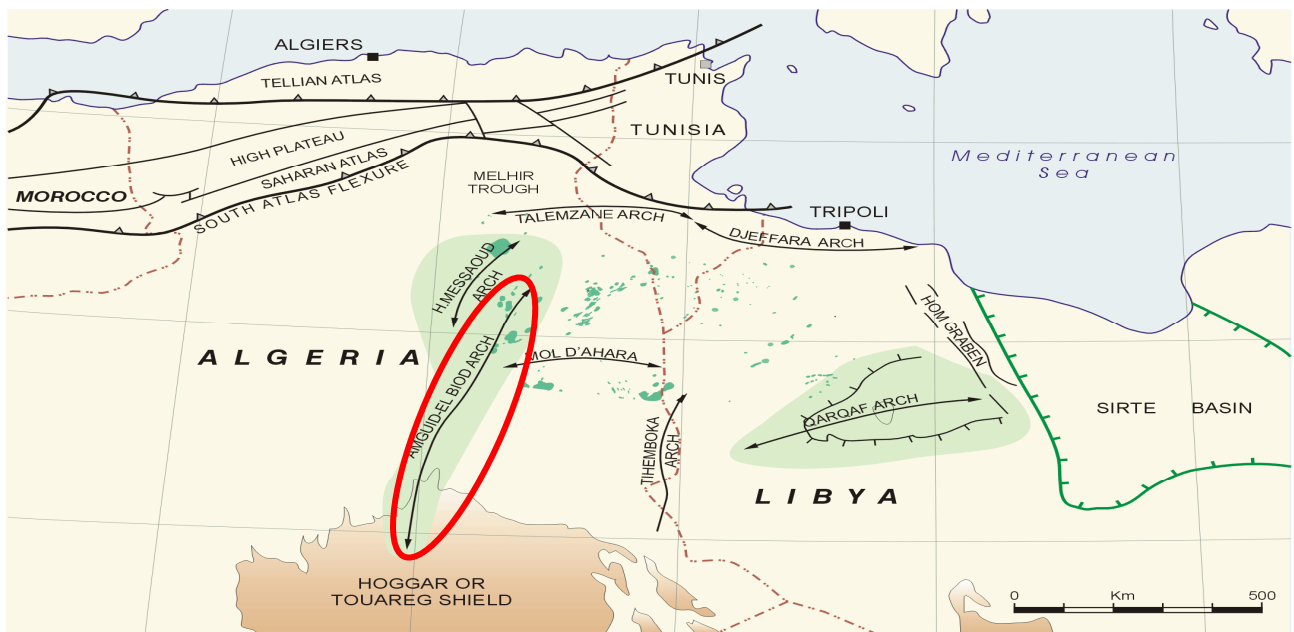 ALGIERS
TELLIAN ATLAS
TUNIS
TUNISIA
HIGH PLATEAU
SAHARAN ATLAS
SOUTH ATLAS FLEXURE
MOROCCO
MELHIR
TROUGH
Mediterranean
Sea
TALEMZANE ARCH
TRIPOLI
DJEFFARA ARCH
H.MESSAOUD
ARCH
HOM GRABEN
ALGERIA
MOL D'AHARA
AMGUID-EL BIOD ARCH
QARQAF ARCH
SIRTE BASIN
TIHEMBOKA
ARCH
LIBYA
HOGGAR OR
TOUAREG SHIELD
0 Km 500